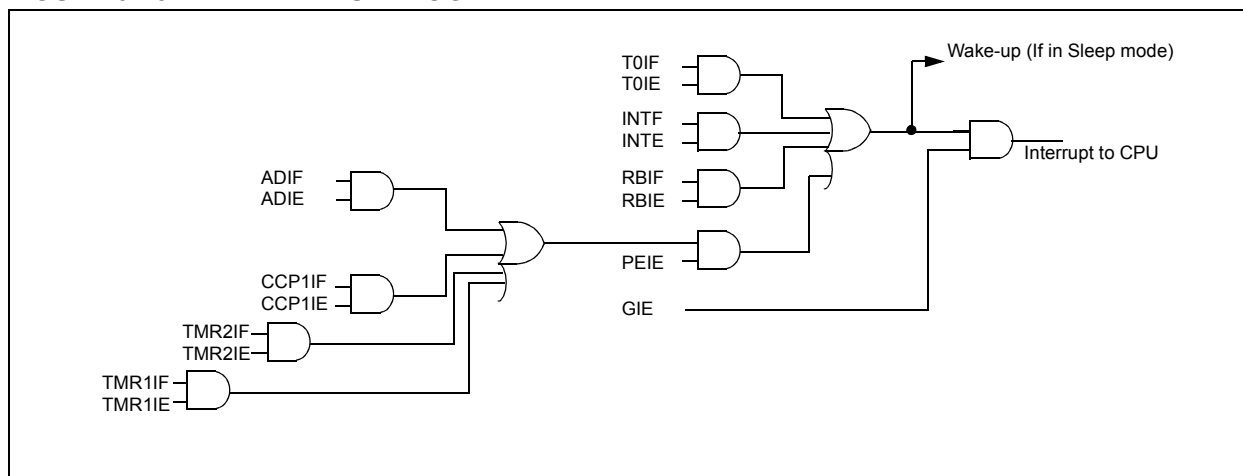 Wake-up (If in Sleep mode)
T0IF
T0IE
INTF
INTE
Interrupt to CPU
RBIF
RBIE
ADIF
ADIE
PEIE
CCP1IF
CCP1IE
GIE
TMR2IF
TMR2IE
TMR1IF
TMR1IE